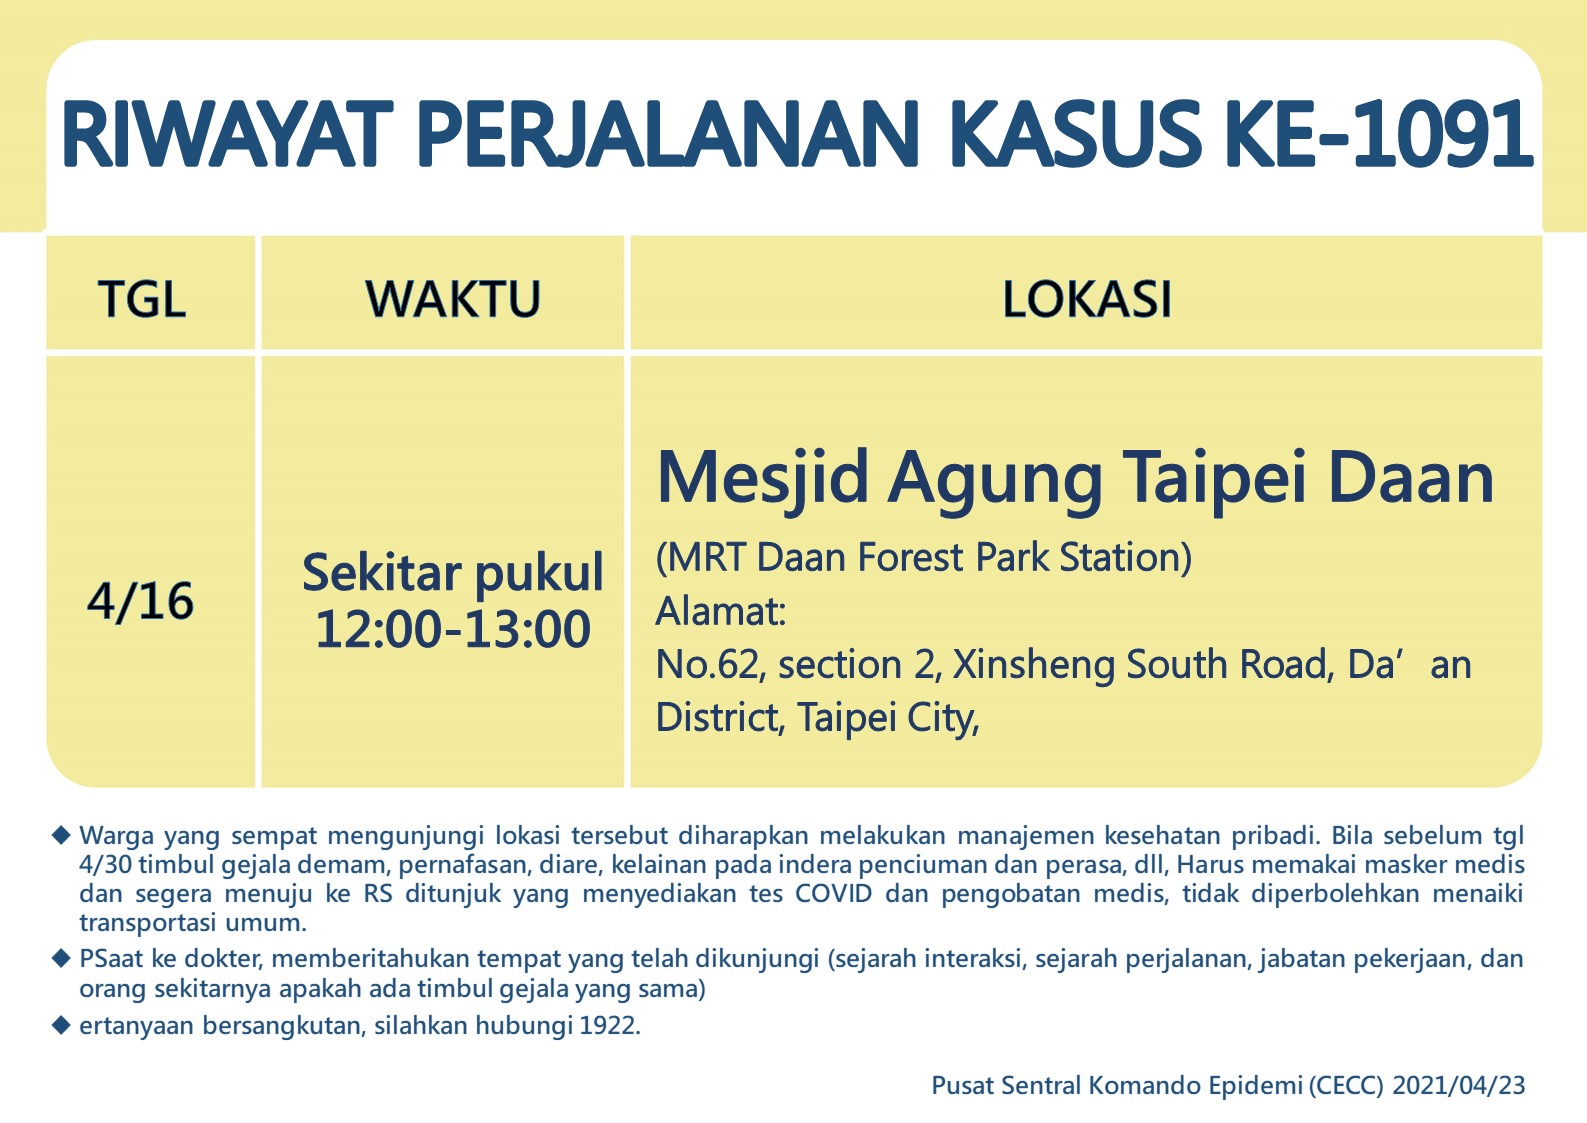 RIWAYAT PERJALANAN KASUS KE-1091
TGL WAKTU LOKASI
4/16
Sekitar pukul
12:00-13:00
Mesjid Agung Taipei Daan
(MRT Daan Forest Park Station)
Alamat:
No.62, section 2, Xinsheng South Road, Da’ an
District, Taipei City,
◆ Warga yang sempat mengunjungi lokasi tersebut diharapkan melakukan manajemen kesehatan pribadi. Bila sebelum tgl
4/30 timbul gejala demam, pernafasan, diare, kelainan pada indera penciuman dan perasa, dll, Harus memakai masker medis
dan segera menuju ke RS ditunjuk yang menyediakan tes COVID dan pengobatan medis, tidak diperbolehkan menaiki
transportasi umum.
◆ PSaat ke dokter, memberitahukan tempat yang telah dikunjungi (sejarah interaksi, sejarah perjalanan, jabatan pekerjaan, dan
orang sekitarnya apakah ada timbul gejala yang sama)
◆ ertanyaan bersangkutan, silahkan hubungi 1922.
Pusat Sentral Komando Epidemi (CECC) 2021/04/23